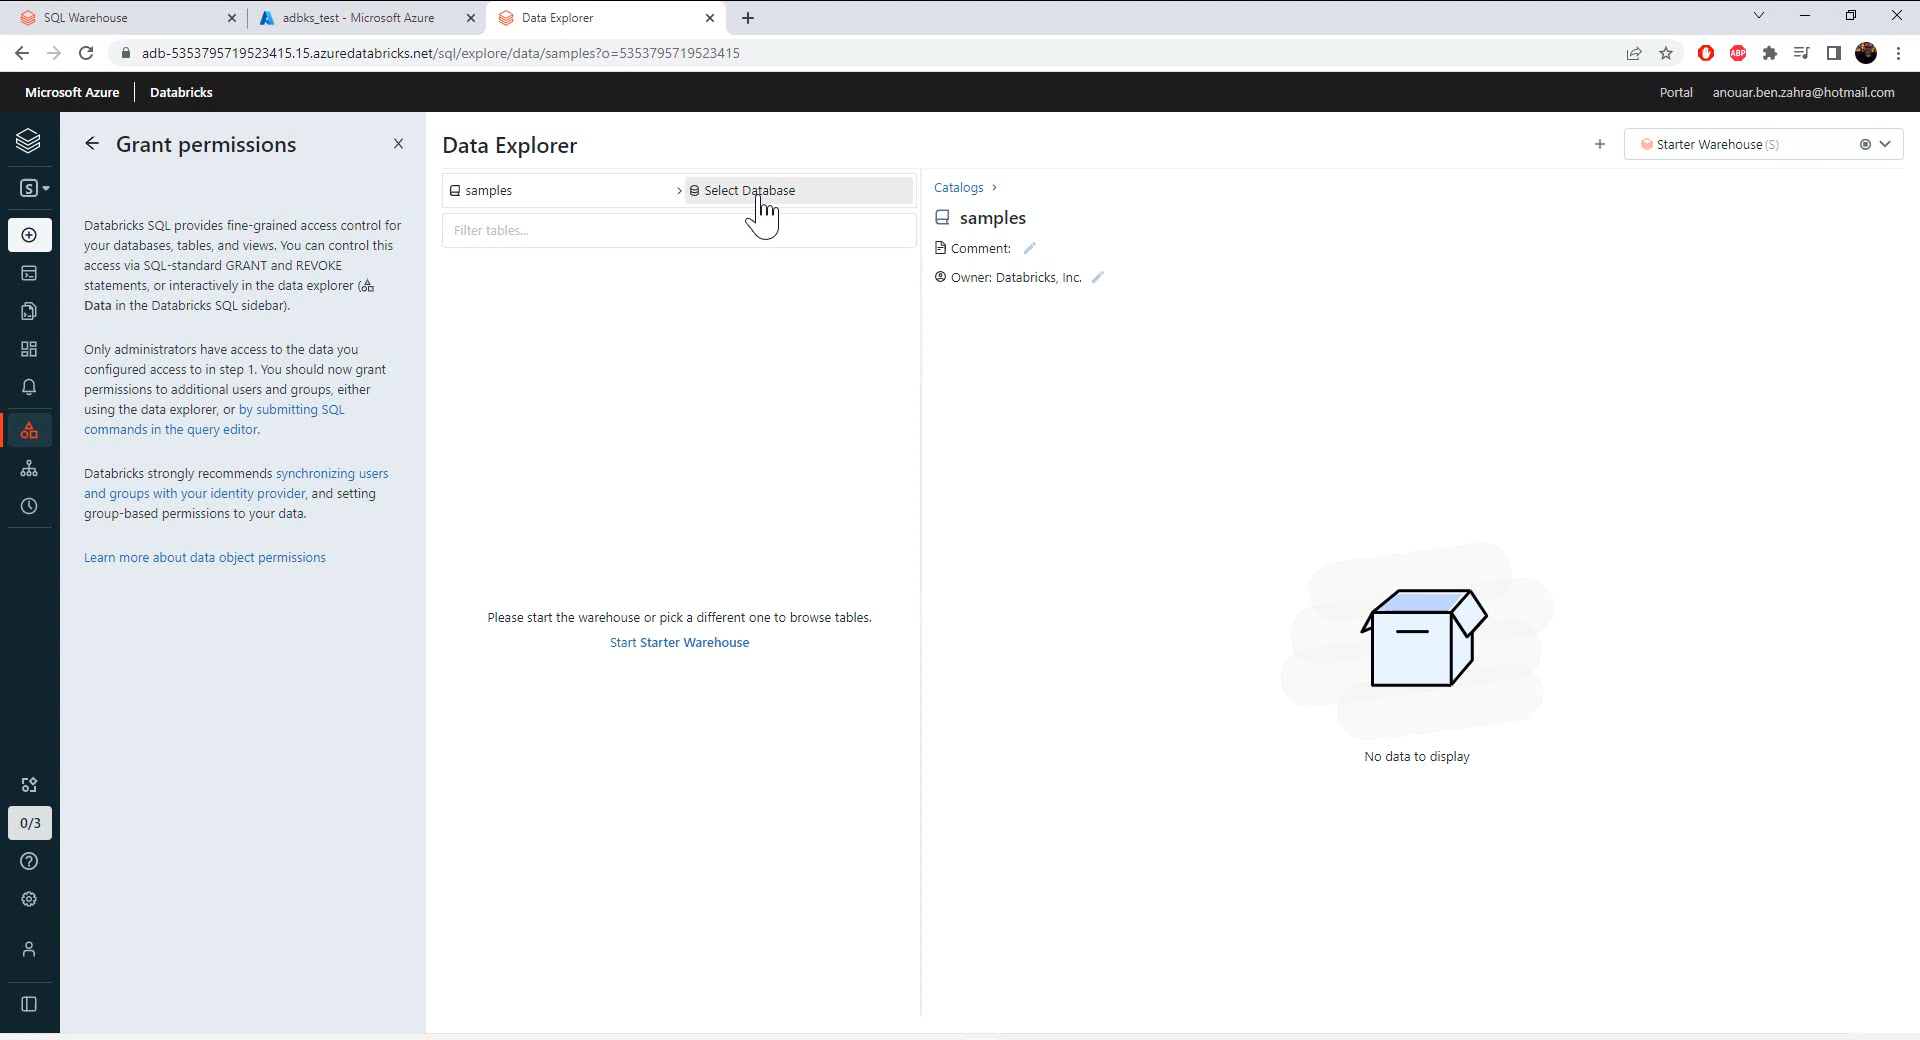 SQL Warehouse
adbks_test - Microsoft Azure
Data Explorer
adb-5353795719523415.15.azuredatabricks.net/sql/explore/data/samples?o=5353795719523415
ABP
Microsoft Azure
Databricks
Portal
anouar.ben.zahra@hotmail.com
S
0/3
Grant permissions
Databricks SQL provides fine-grained access control for
your databases, tables, and views. You can control this
access via SQL-standard GRANT and REVOKE
statements, or interactively in the data explorer (
Data in the Databricks SQL sidebar).
Only administrators have access to the data you
configured access to in step 1. You should now grant
permissions to additional users and groups, either
using the data explorer, or by submitting SQL
commands in the query editor.
Databricks strongly recommends synchronizing users
and groups with your identity provider, and setting
group-based permissions to your data.
Learn more about data object permissions
Data Explorer
Starter Warehouse (S)
samples
Select Database
Filter tables...
Please start the warehouse or pick a different one to browse tables.
Start Starter Warehouse
Catalogs
samples
Comment:
Owner: Databricks, Inc.
No data to display